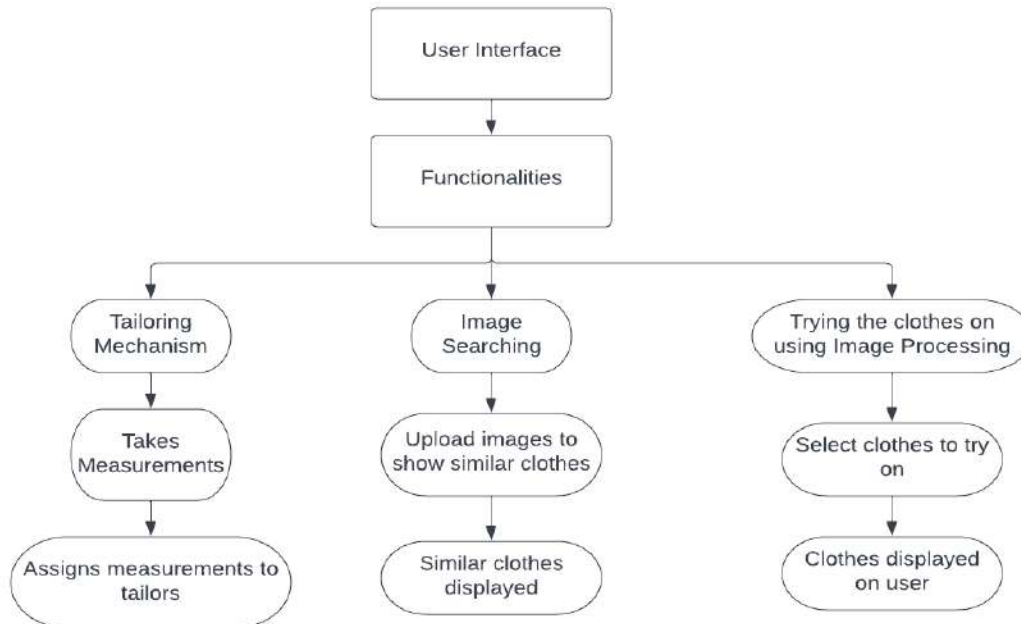 User Interface
Functionalities
Tailoring
Mechanism
Image
Searching
Trying the clothes on
using Image Processing
Takes
Measurements
Upload images to
show similar clothes
Select clothes to try
on
Assigns measurements to
tailors
Similar clothes
displayed
Clothes displayed
on user